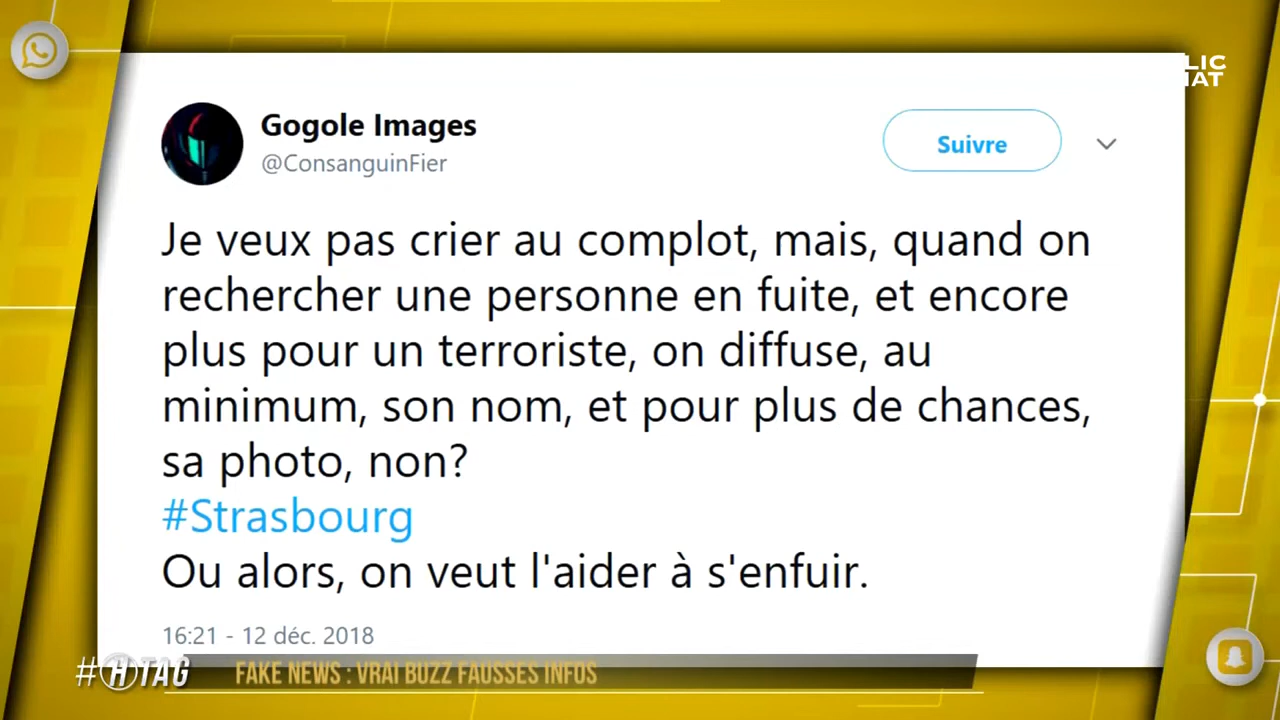 LIC
MAT
Gogole Images
@ConsanguinFier
Suivre
Je veux pas crier au complot, mais, quand on
rechercher une personne en fuite, et encore
plus pour un terroriste, on diffuse, au
minimum, son nom, et pour plus de chances,
sa photo, non?
#Strasbourg
Ou alors, on veut l'aider à s'enfuir.
16:21 - 12 déc. 2018
#HTAG
FAKE NEWS : VRAI BUZZ FAUSSES INFOS